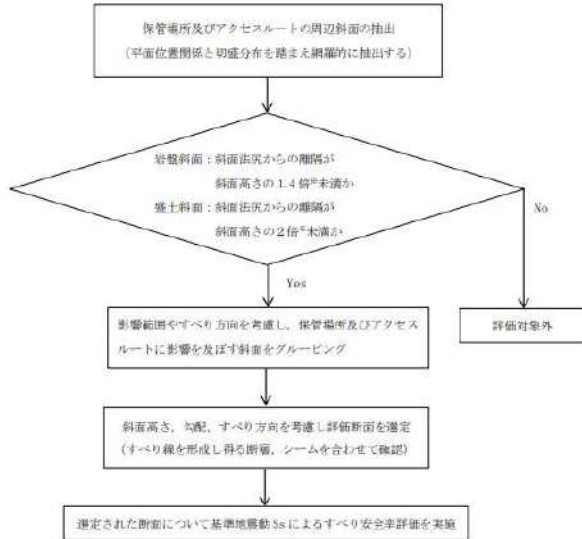 保管場所及びアクセスルートの周辺斜面の抽出
(平面位置関係と切盛分布を踏まえ網羅的に抽出する)
岩盤斜面:斜面法尻からの離隔が
斜面高さの1.4倍※未満か
盛土斜面:斜面法尻からの離隔が
斜面高さの2倍※未満か
No
Yes
影響範囲やすべり方向を考慮し、保管場所及びアクセス
ルートに影響を及ぼす斜面をグルーピング
評価対象外
斜面高さ、勾配、すべり方向を考慮し評価断面を選定
(すべり線を形成し得る断層、シームを合わせて確認)
選定された断面について基準地震動Ssによるすべり安全率評価を実施